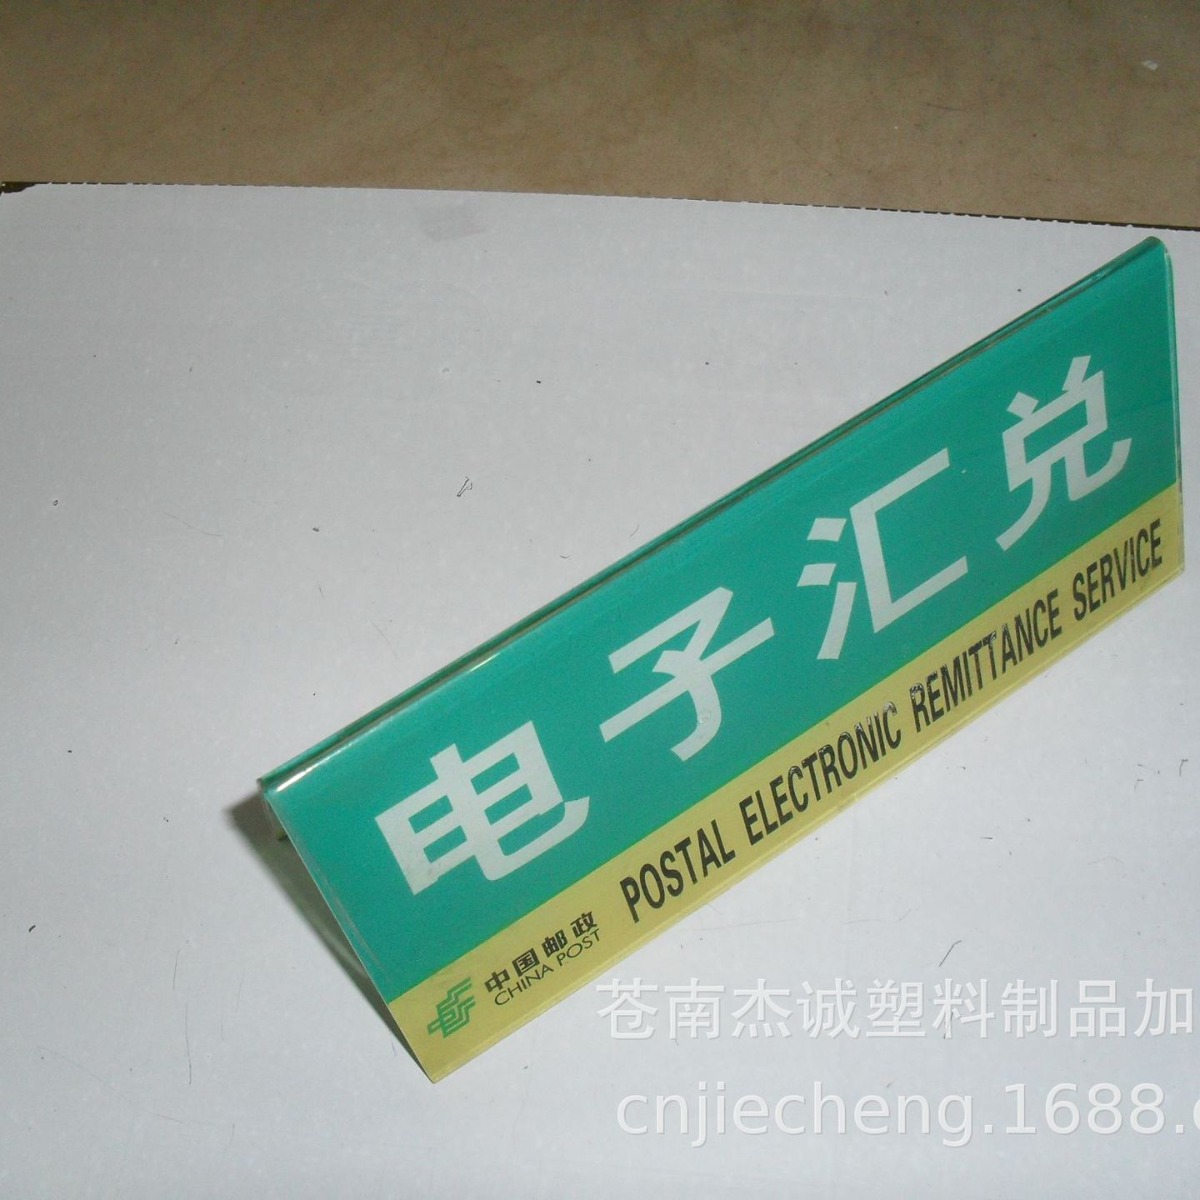 电子汇兑
POSTAL ELECTRONIC REMITTANCE SERVICE
中国邮政
CHINA POST
苍南杰诚塑料制品加
cnjiecheng.1688.c